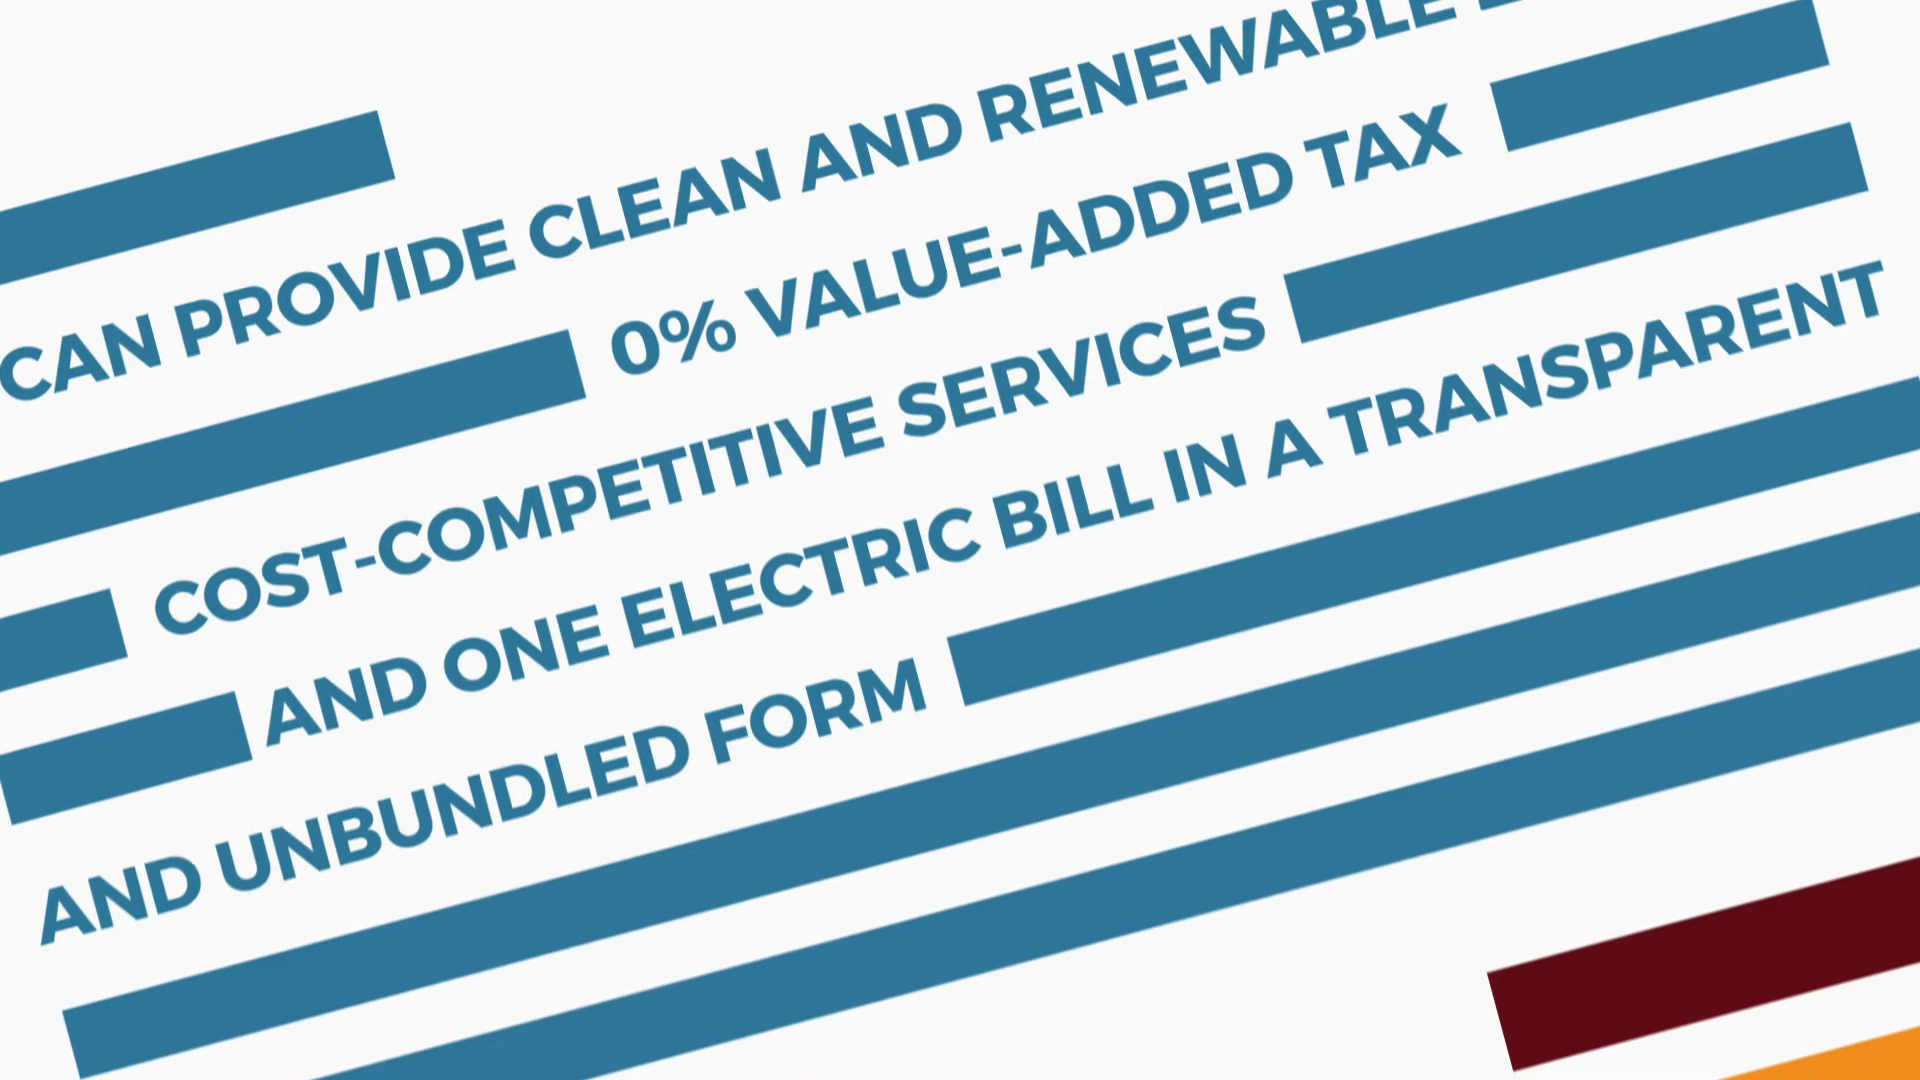 CAN PROVIDE CLEAN AND RENEWABLE
0% VALUE-ADDED TAX
COST-COMPETITIVE SERVICES
AND ONE ELECTRIC BILL IN A TRANSPARENT
AND UNBUNDLED FORM